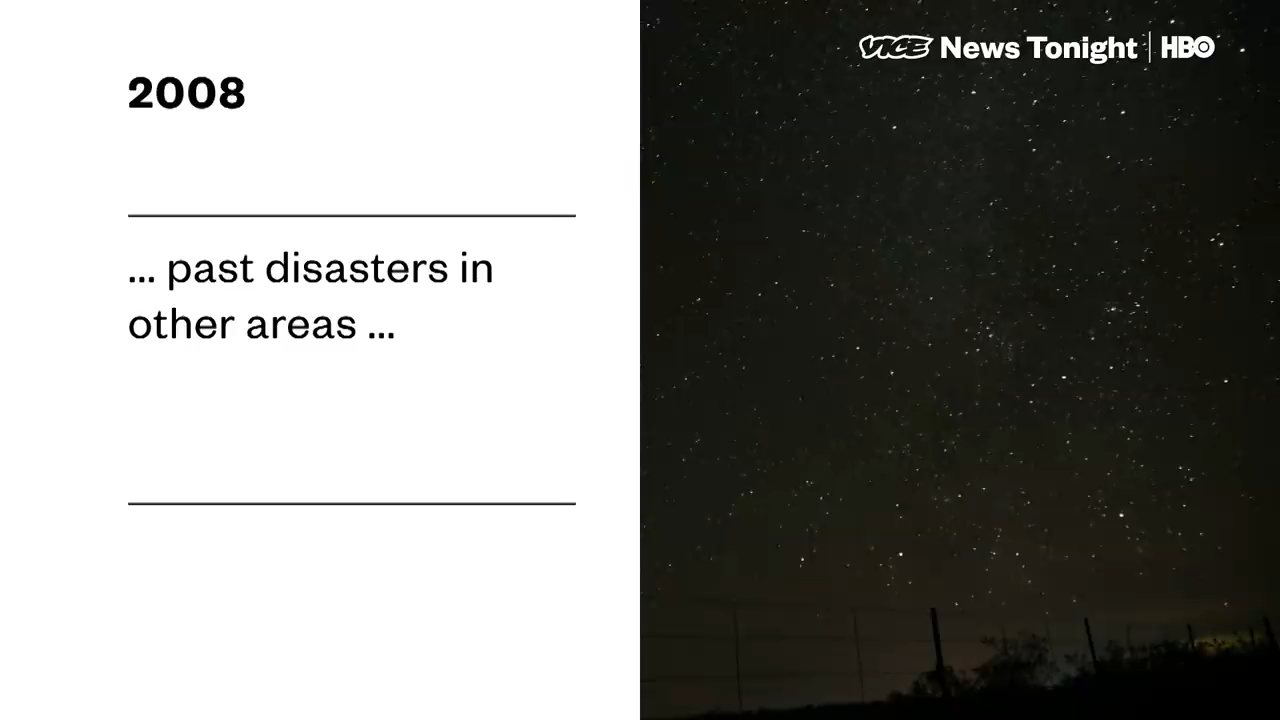 2008
... past disasters in
other areas ...
VICE News Tonight | HBO